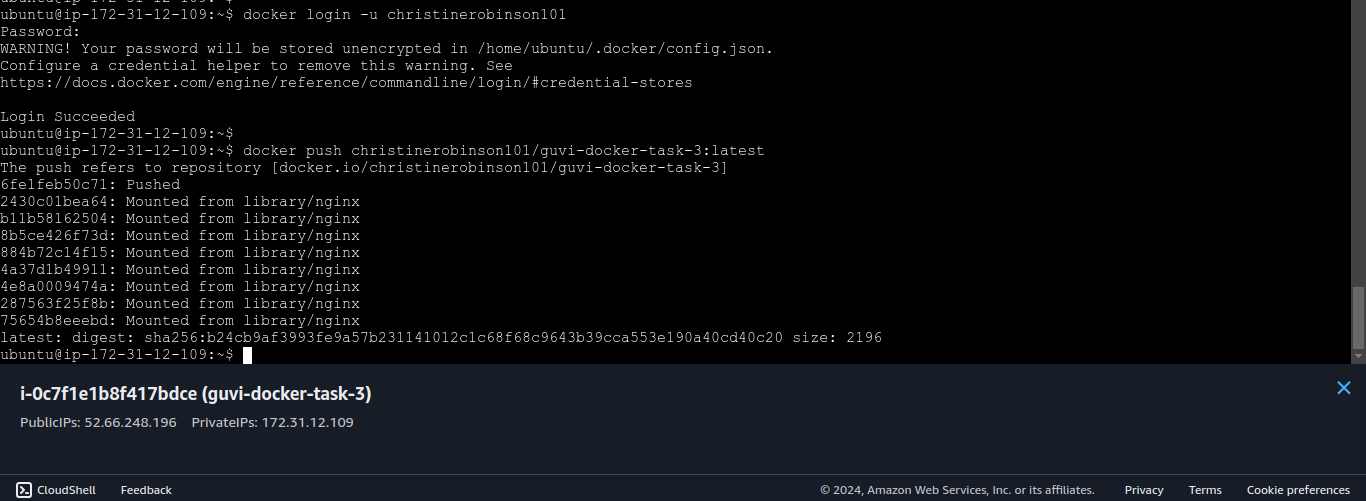 ubuntu@ip-172-31-12-109:~$
ubuntu@ip-172-31-12-109:~$ docker login -u christinerobinson101
Password:
WARNING! Your password will be stored unencrypted in /home/ubuntu/.docker/config.json.
Configure a credential helper to remove this warning. See
https://docs.docker.com/engine/reference/commandline/login/#credential-stores
Login Succeeded
ubuntu@ip-172-31-12-109:~$
ubuntu@ip-172-31-12-109:~$ docker push christinerobinson101/guvi-docker-task-3:latest
The push refers to repository [docker.io/christinerobinson101/guvi-docker-task-3]
6fe1feb50c71: Pushed
2430c01bea64: Mounted from library/nginx
b11b58162504: Mounted from library/nginx
8b5ce426f73d: Mounted from library/nginx
884b72c14f15: Mounted from library/nginx
4a37d1b49911: Mounted from library/nginx
4e8a0009474a: Mounted from library/nginx
287563f25f8b: Mounted from library/nginx
75654b8eeebd: Mounted from library/nginx
latest: digest: sha256:b24cb9af3993fe9a57b231141012c1c68f68c9643b39cca553e190a40cd40c20 size: 2196
ubuntu@ip-172-31-12-109:~$
i-0c7f1e1b8f417bdce (guvi-docker-task-3)
PublicIPs: 52.66.248.196 PrivateIPs: 172.31.12.109
CloudShell Feedback © 2024, Amazon Web Services, Inc. or its affiliates. Privacy Terms Cookie preferences